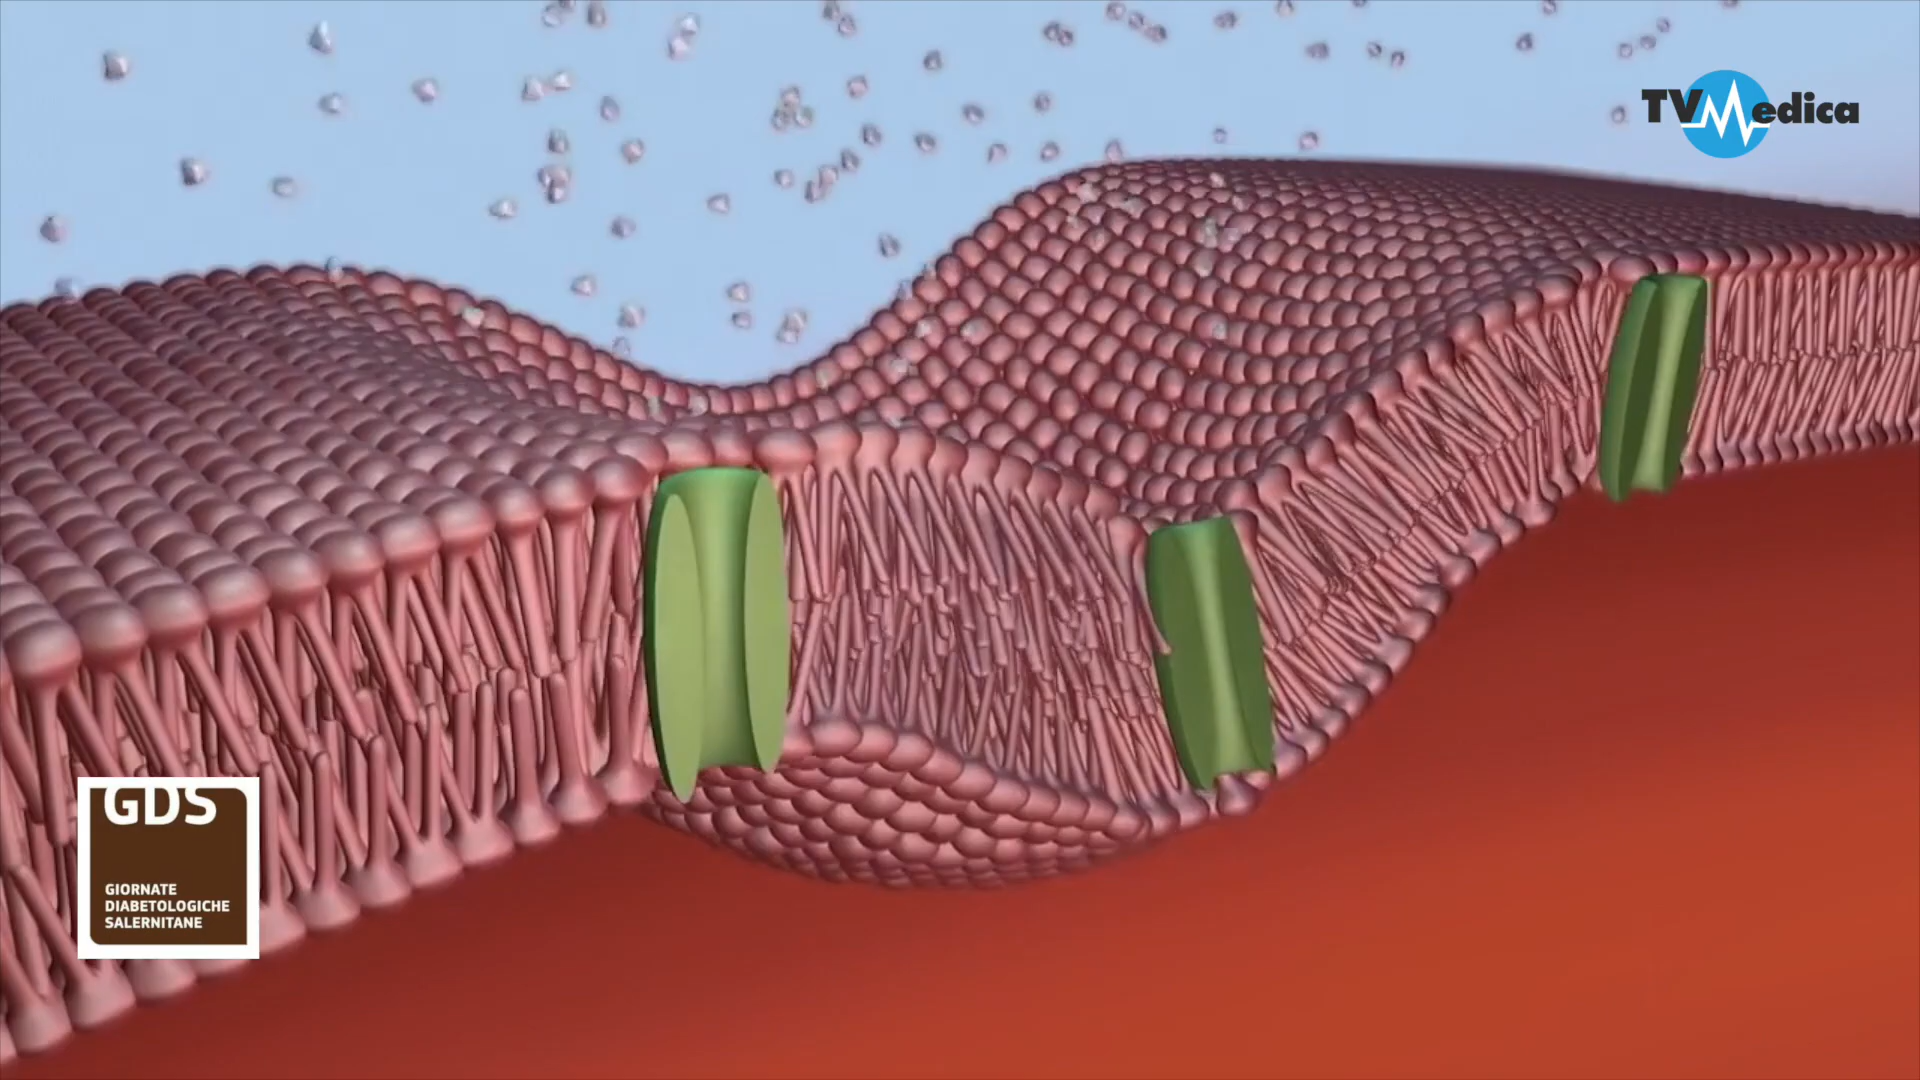 TVMedica
GDS
GIORNATE
DIABETOLOGICHE
SALERNITANE